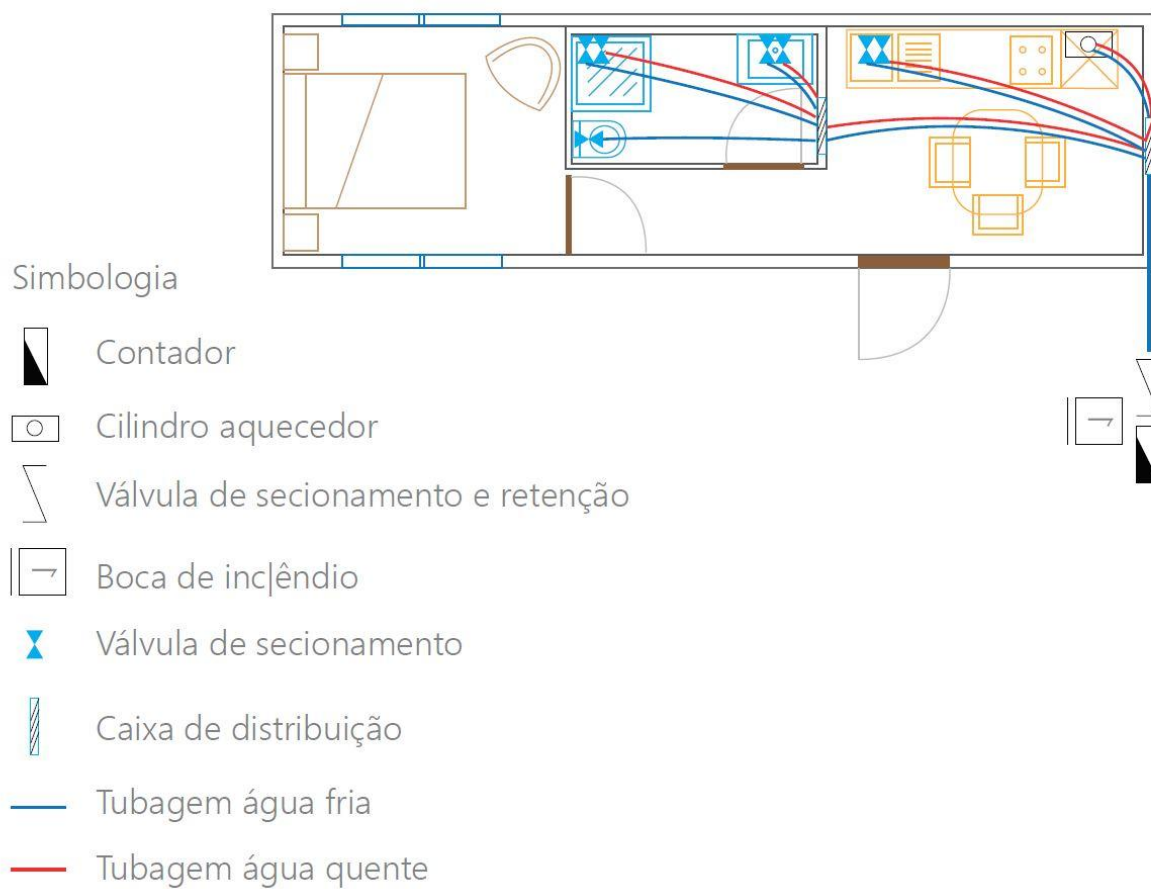 Simbologia
Contador
Cilindro aquecedor
Válvula de secionamento e retenção
Boca de inc|êndio
Válvula de secionamento
Caixa de distribuição
Tubagem água fria
Tubagem água quente